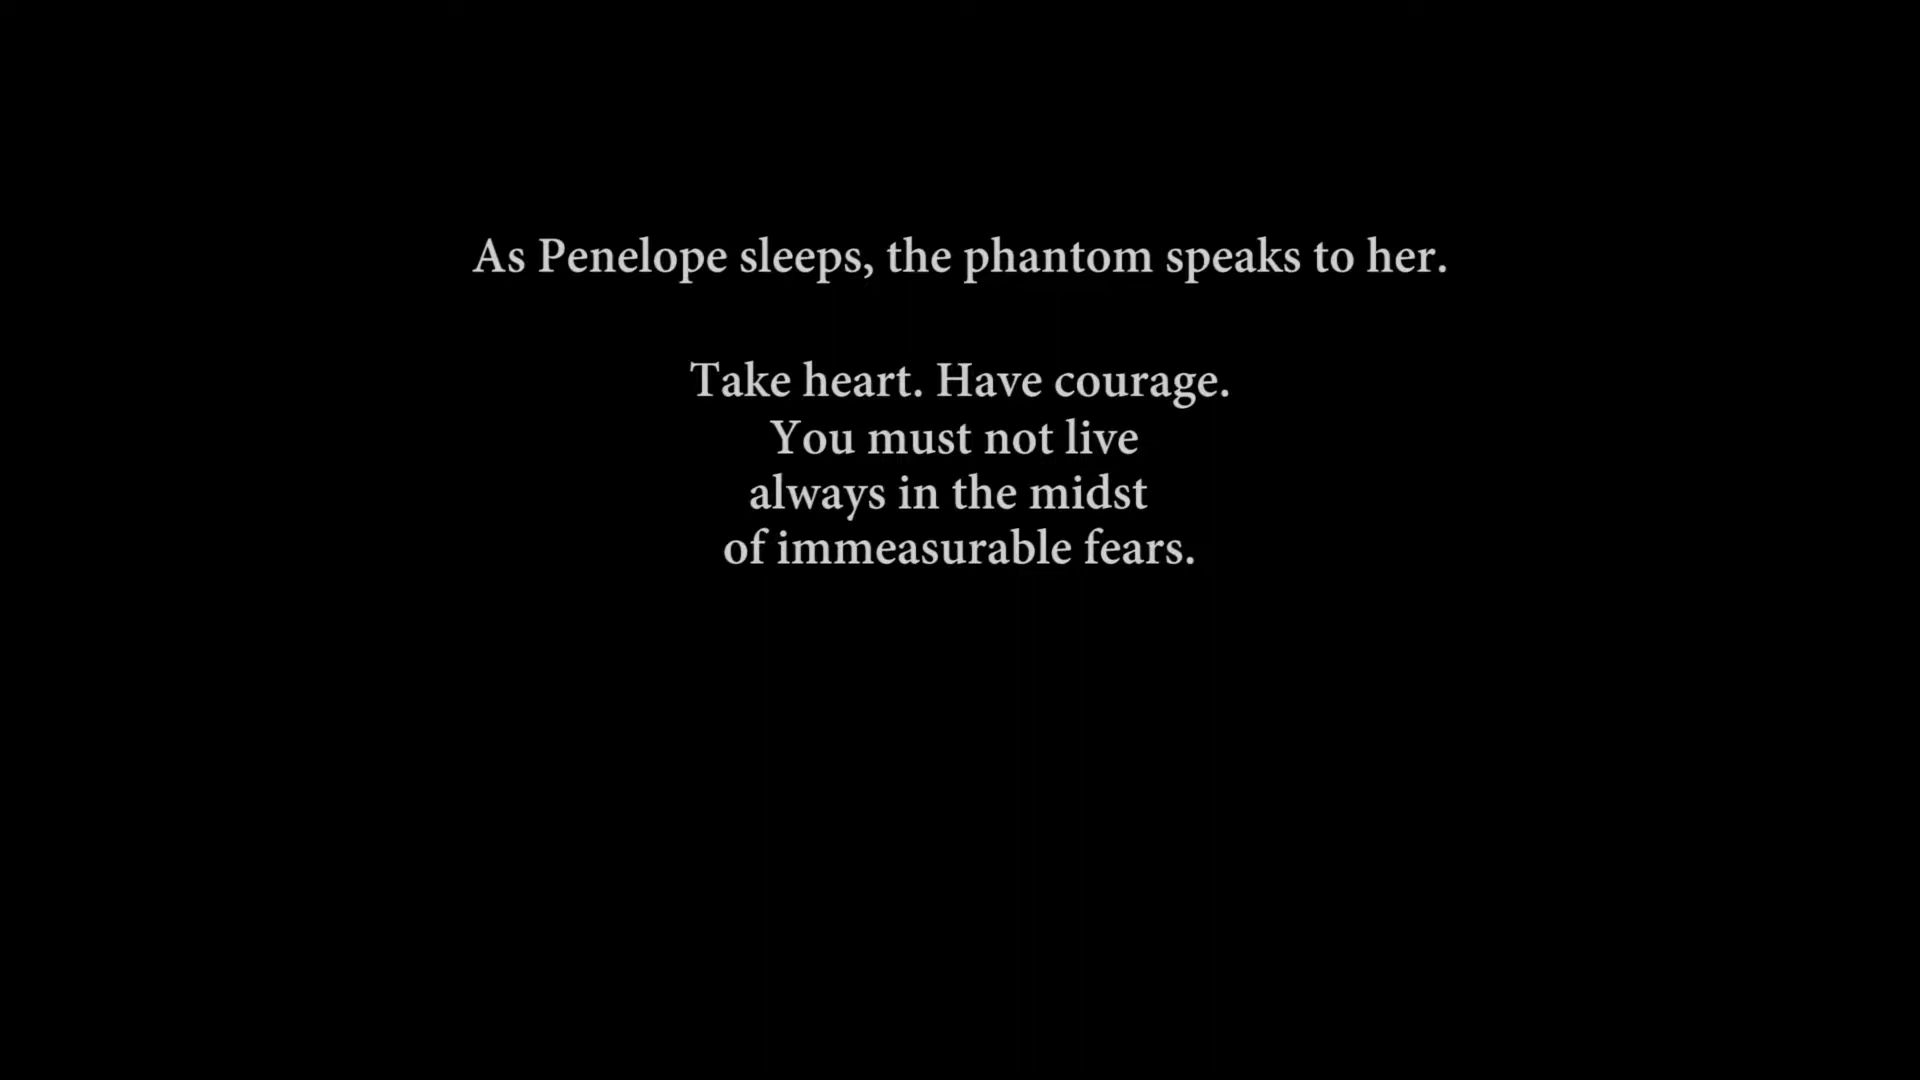 As Penelope sleeps, the phantom speaks to her.
Take heart. Have courage.
You must not live
always in the midst
of immeasurable fears.